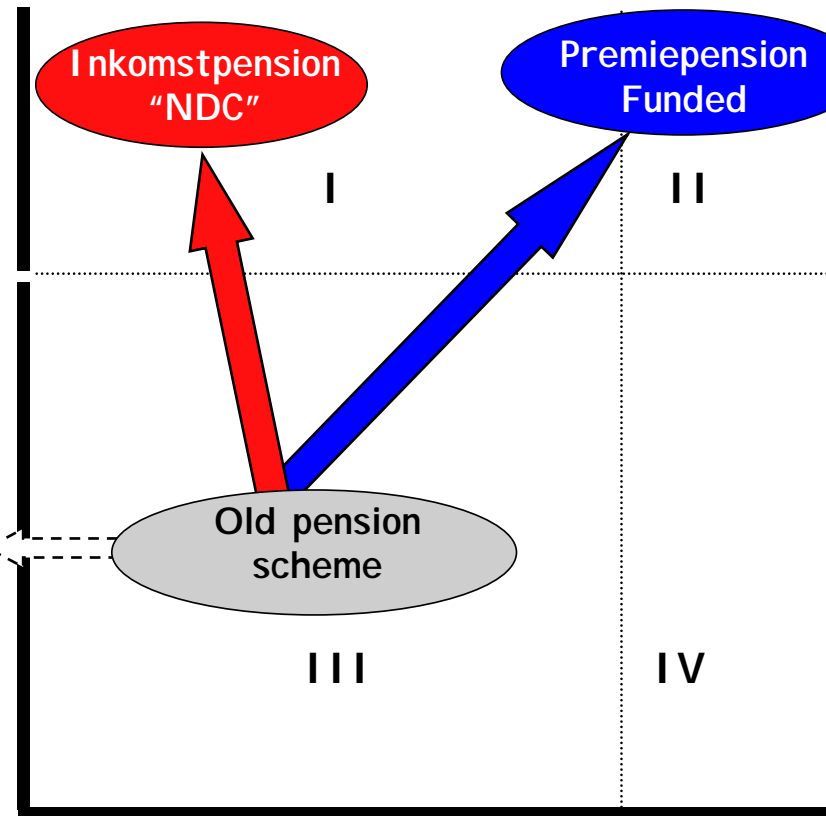 Inkomstpension
“NDC”
Premiepension
Funded
I
II
Old pension
scheme
III
IV